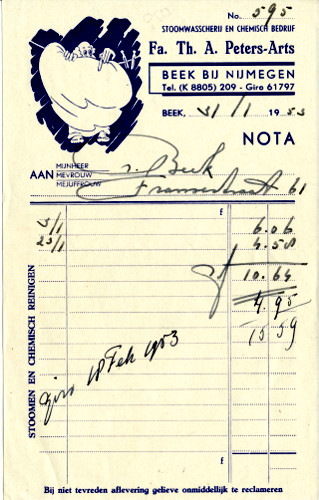 No. 595
STOOMWASSCHERIJ EN CHEMISCH BEDRIJF
Fa. Th. A. Peters-Arts
BEEK BIJ NIJMEGEN
Tel. (K 8805) 209 - Giro 61797
BEEK, 31/1 1953
NOTA
AAN MIJNHEER MEVROUW MEJUFFROUW v. Beek
Fransestraat 61
ƒ
3/1 6.06
23/1 4.58
10.64
4.95
15 59
giro 18 Feb 1953
STOOMEN EN CHEMISCH REINIGEN
ƒ
Bij niet tevreden aflevering gelieve onmiddellijk te reclameren